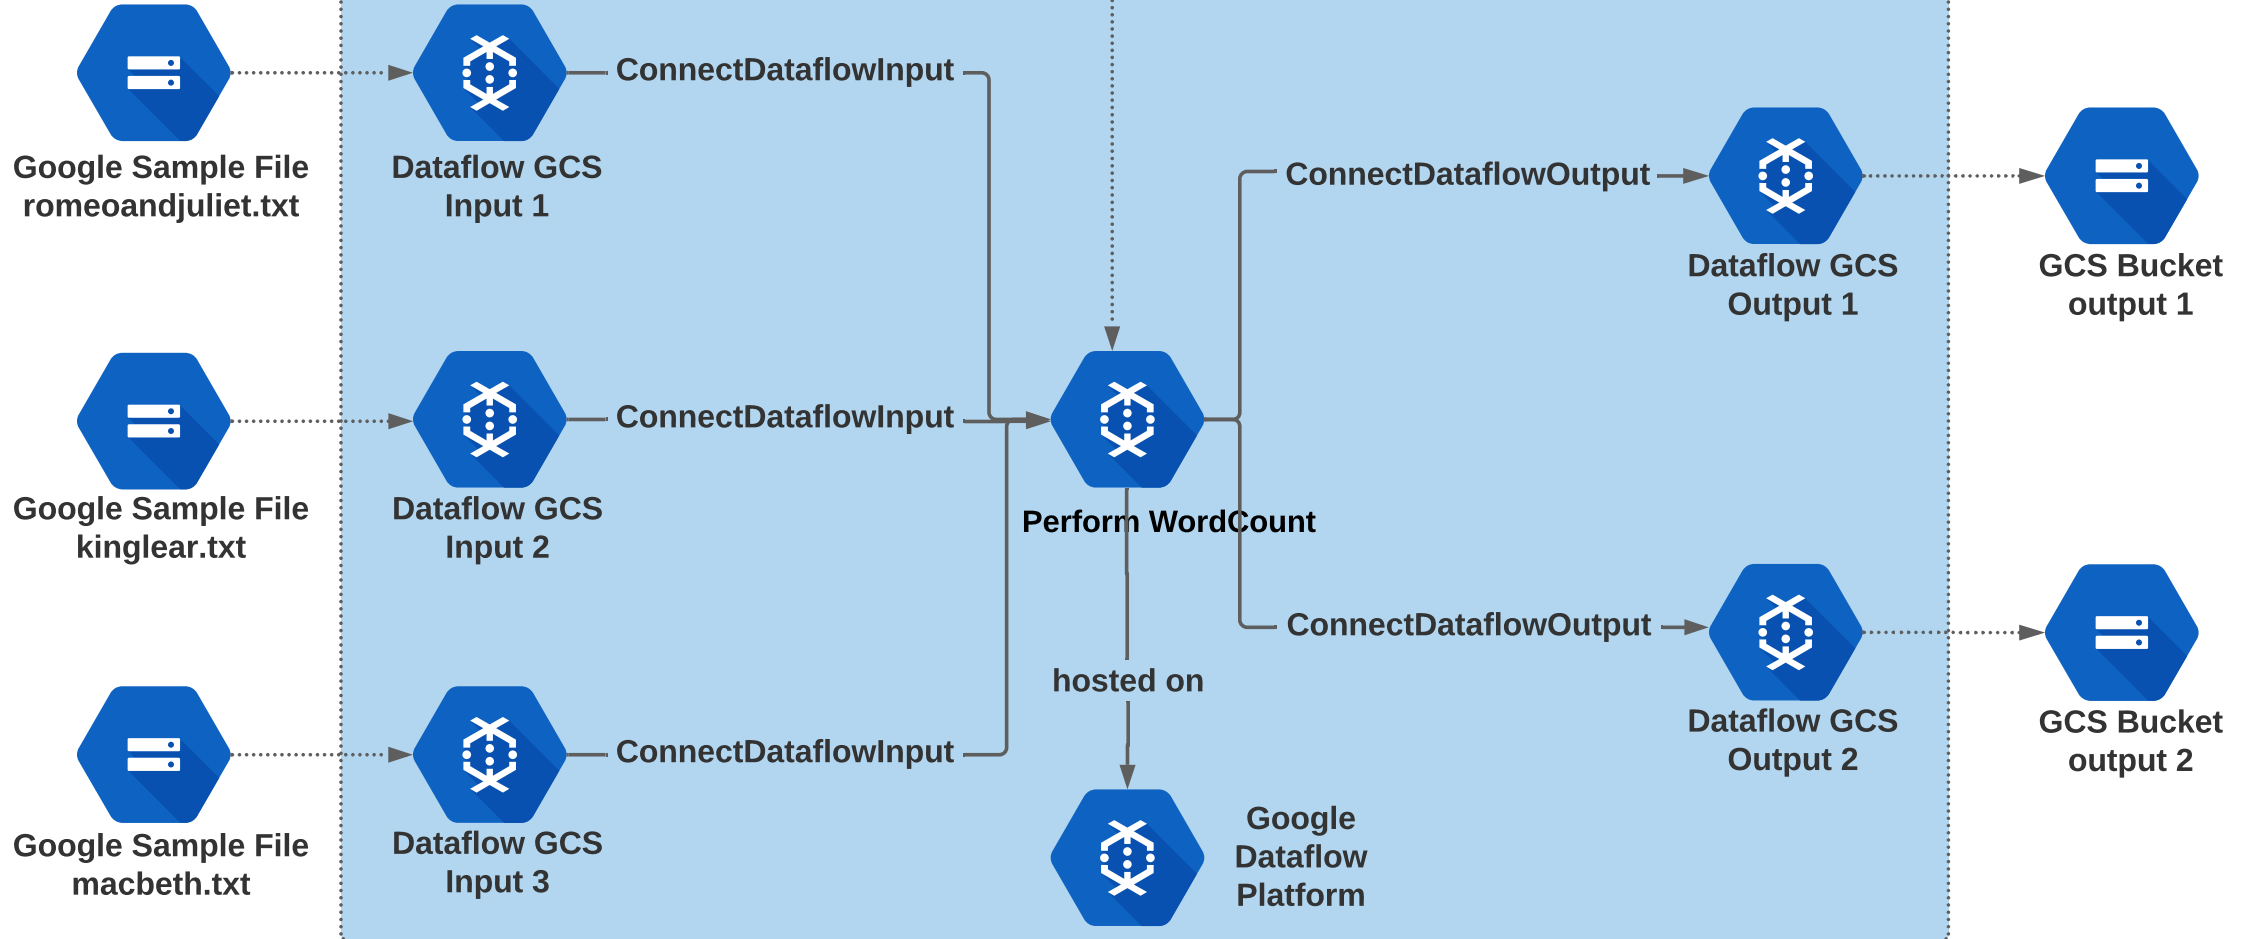 ConnectDataflowInput
Google Sample File
romeoandjuliet.txt
Dataflow GCS
Input 1
ConnectDataflowOutput
Dataflow GCS
Output 1
GCS Bucket
output 1
ConnectDataflowInput
Google Sample File
kinglear.txt
Dataflow GCS
Input 2
Perform WordCount
ConnectDataflowOutput
hosted on
Dataflow GCS
Output 2
GCS Bucket
output 2
ConnectDataflowInput
Google Sample File
macbeth.txt
Dataflow GCS
Input 3
Google
Dataflow
Platform